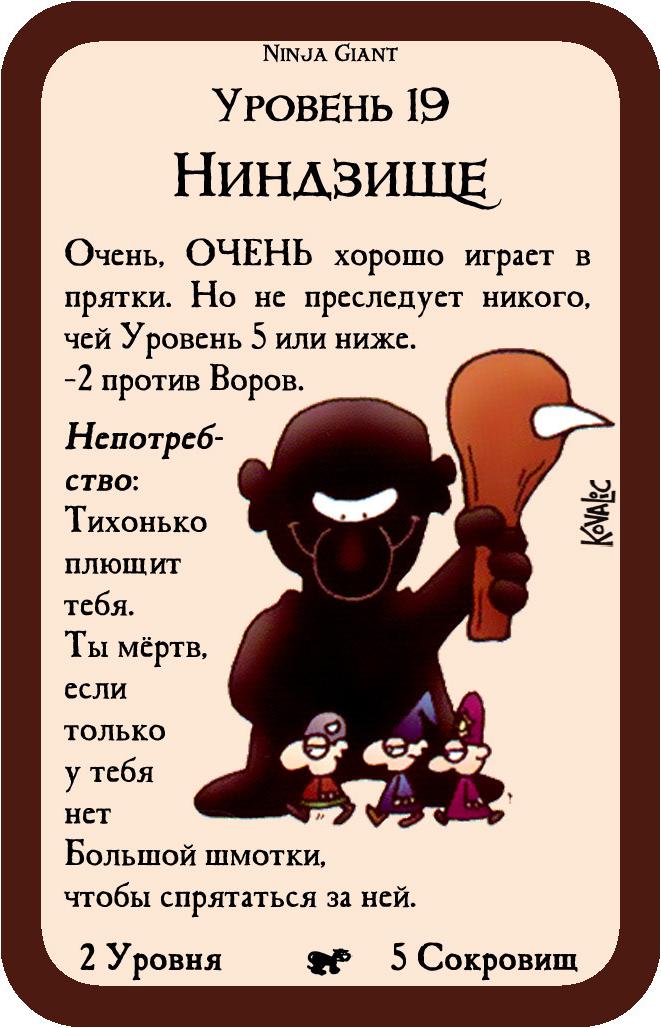 Ninja Giant
Уровень 19
Ниндзище
Очень, ОЧЕНЬ хорошо играет в
прятки. Но не преследует никого,
чей Уровень 5 или ниже.
-2 против Воров.
Непотреб-
ство:
Тихонько
плющит
тебя.
Ты мёртв,
если
только
у тебя
нет
Большой шмотки,
чтобы спрятаться за ней.
Kovalic
2 Уровня
5 Сокровищ